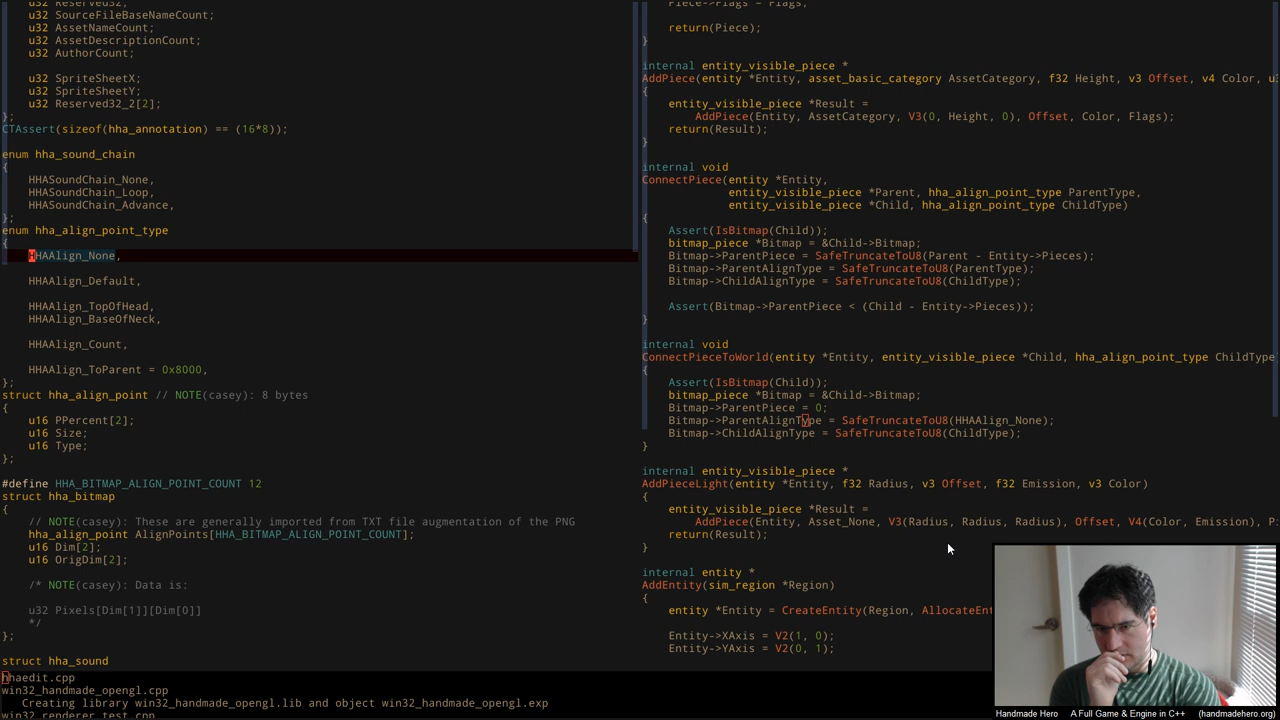 u32 Reserved32;
u32 SourceFileBaseNameCount;
u32 AssetNameCount;
u32 AssetDescriptionCount;
u32 AuthorCount;
u32 SpriteSheetX;
u32 SpriteSheetY;
u32 Reserved32_2[2];
};
CTAssert(sizeof(hha_annotation) == (16*8));
enum hha_sound_chain
{
HHASoundChain_None,
HHASoundChain_Loop,
HHASoundChain_Advance,
};
enum hha_align_point_type
{
HHAAlign_None,
HHAAlign_Default,
HHAAlign_TopOfHead,
HHAAlign_BaseOfNeck,
HHAAlign_Count,
HHAAlign_ToParent = 0x8000,
};
struct hha_align_point // NOTE(casey): 8 bytes
{
u16 PPercent[2];
u16 Size;
u16 Type;
};
#define HHA_BITMAP_ALIGN_POINT_COUNT 12
struct hha_bitmap
{
// NOTE(casey): These are generally imported from TXT file augmentation of the PNG
hha_align_point AlignPoints[HHA_BITMAP_ALIGN_POINT_COUNT];
u16 Dim[2];
u16 OrigDim[2];
/* NOTE(casey): Data is:
u32 Pixels[Dim[1]][Dim[0]]
*/
};
struct hha_sound
Piece->Flags = Flags;
return(Piece);
}
internal entity_visible_piece *
AddPiece(entity *Entity, asset_basic_category AssetCategory, f32 Height, v3 Offset, v4 Color, u3
{
entity_visible_piece *Result =
AddPiece(Entity, AssetCategory, V3(0, Height, 0), Offset, Color, Flags);
return(Result);
}
internal void
ConnectPiece(entity *Entity,
entity_visible_piece *Parent, hha_align_point_type ParentType,
entity_visible_piece *Child, hha_align_point_type ChildType)
{
Assert(IsBitmap(Child));
bitmap_piece *Bitmap = &Child->Bitmap;
Bitmap->ParentPiece = SafeTruncateToU8(Parent - Entity->Pieces);
Bitmap->ParentAlignType = SafeTruncateToU8(ParentType);
Bitmap->ChildAlignType = SafeTruncateToU8(ChildType);
Assert(Bitmap->ParentPiece < (Child - Entity->Pieces));
}
internal void
ConnectPieceToWorld(entity *Entity, entity_visible_piece *Child, hha_align_point_type ChildType
{
Assert(IsBitmap(Child));
bitmap_piece *Bitmap = &Child->Bitmap;
Bitmap->ParentPiece = 0;
Bitmap->ParentAlignType = SafeTruncateToU8(HHAAlign_None);
Bitmap->ChildAlignType = SafeTruncateToU8(ChildType);
}
internal entity_visible_piece *
AddPieceLight(entity *Entity, f32 Radius, v3 Offset, f32 Emission, v3 Color)
{
entity_visible_piece *Result =
AddPiece(Entity, Asset_None, V3(Radius, Radius, Radius), Offset, V4(Color, Emission), Pi
return(Result);
}
internal entity *
AddEntity(sim_region *Region)
{
entity *Entity = CreateEntity(Region, AllocateEnt
Entity->XAxis = V2(1, 0);
Entity->YAxis = V2(0, 1);
hhaedit.cpp
win32_handmade_opengl.cpp
Creating library win32_handmade_opengl.lib and object win32_handmade_opengl.exp
win32_renderer_test.cpp
Handmade Hero A Full Game & Engine in C++ (handmadehero.org)